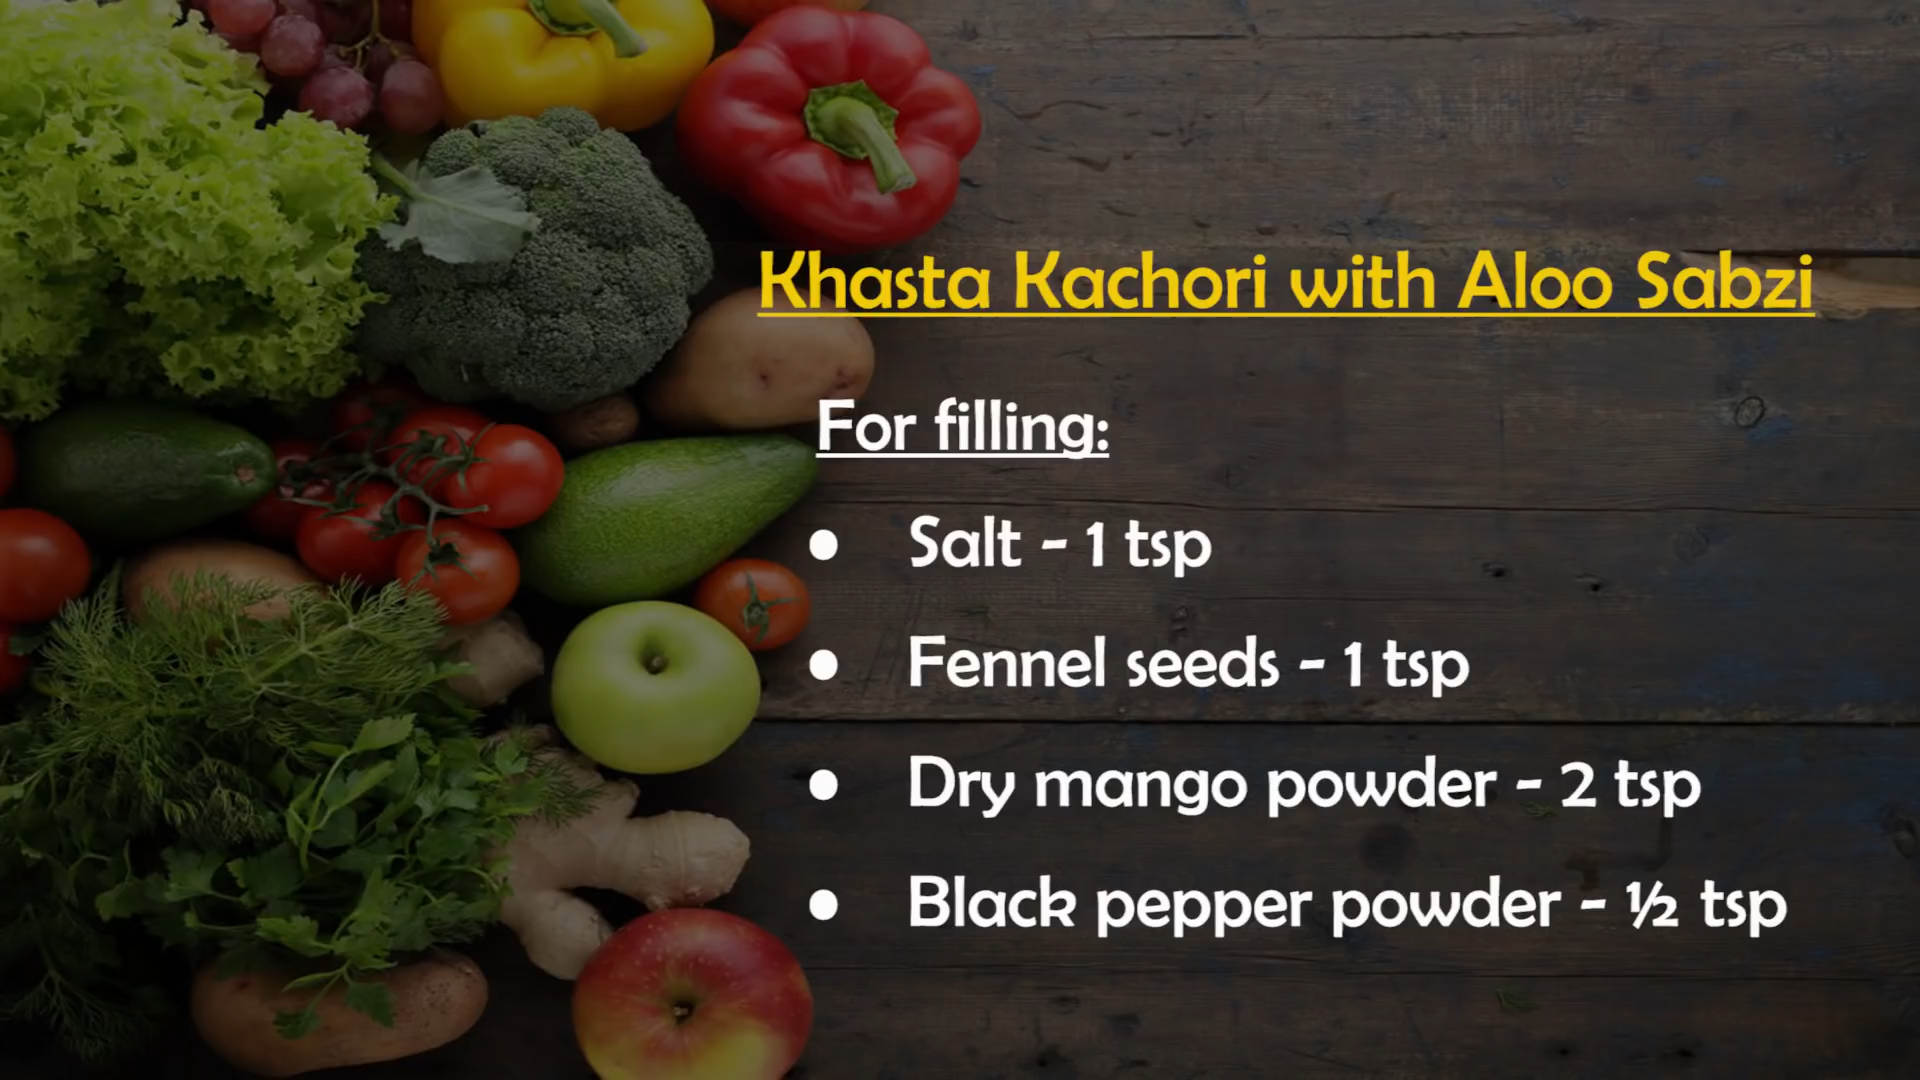 Khasta Kachori with Aloo Sabzi
For filling:
● Salt - 1 tsp
● Fennel seeds - 1 tsp
● Dry mango powder - 2 tsp
● Black pepper powder - ½ tsp